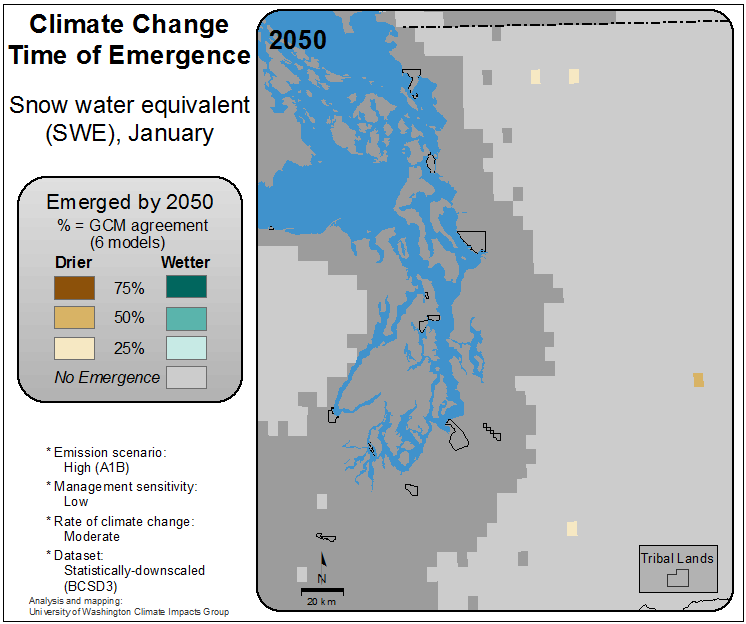 Climate Change
Time of Emergence
Snow water equivalent
(SWE), January
Emerged by 2050
% = GCM agreement
(6 models)
Drier Wetter
75%
50%
25%
No Emergence
* Emission scenario:
High (A1B)
* Management sensitivity:
Low
* Rate of climate change:
Moderate
* Dataset:
Statistically-downscaled
(BCSD3)
Analysis and mapping:
University of Washington Climate Impacts Group
2050
N
20 km
Tribal Lands